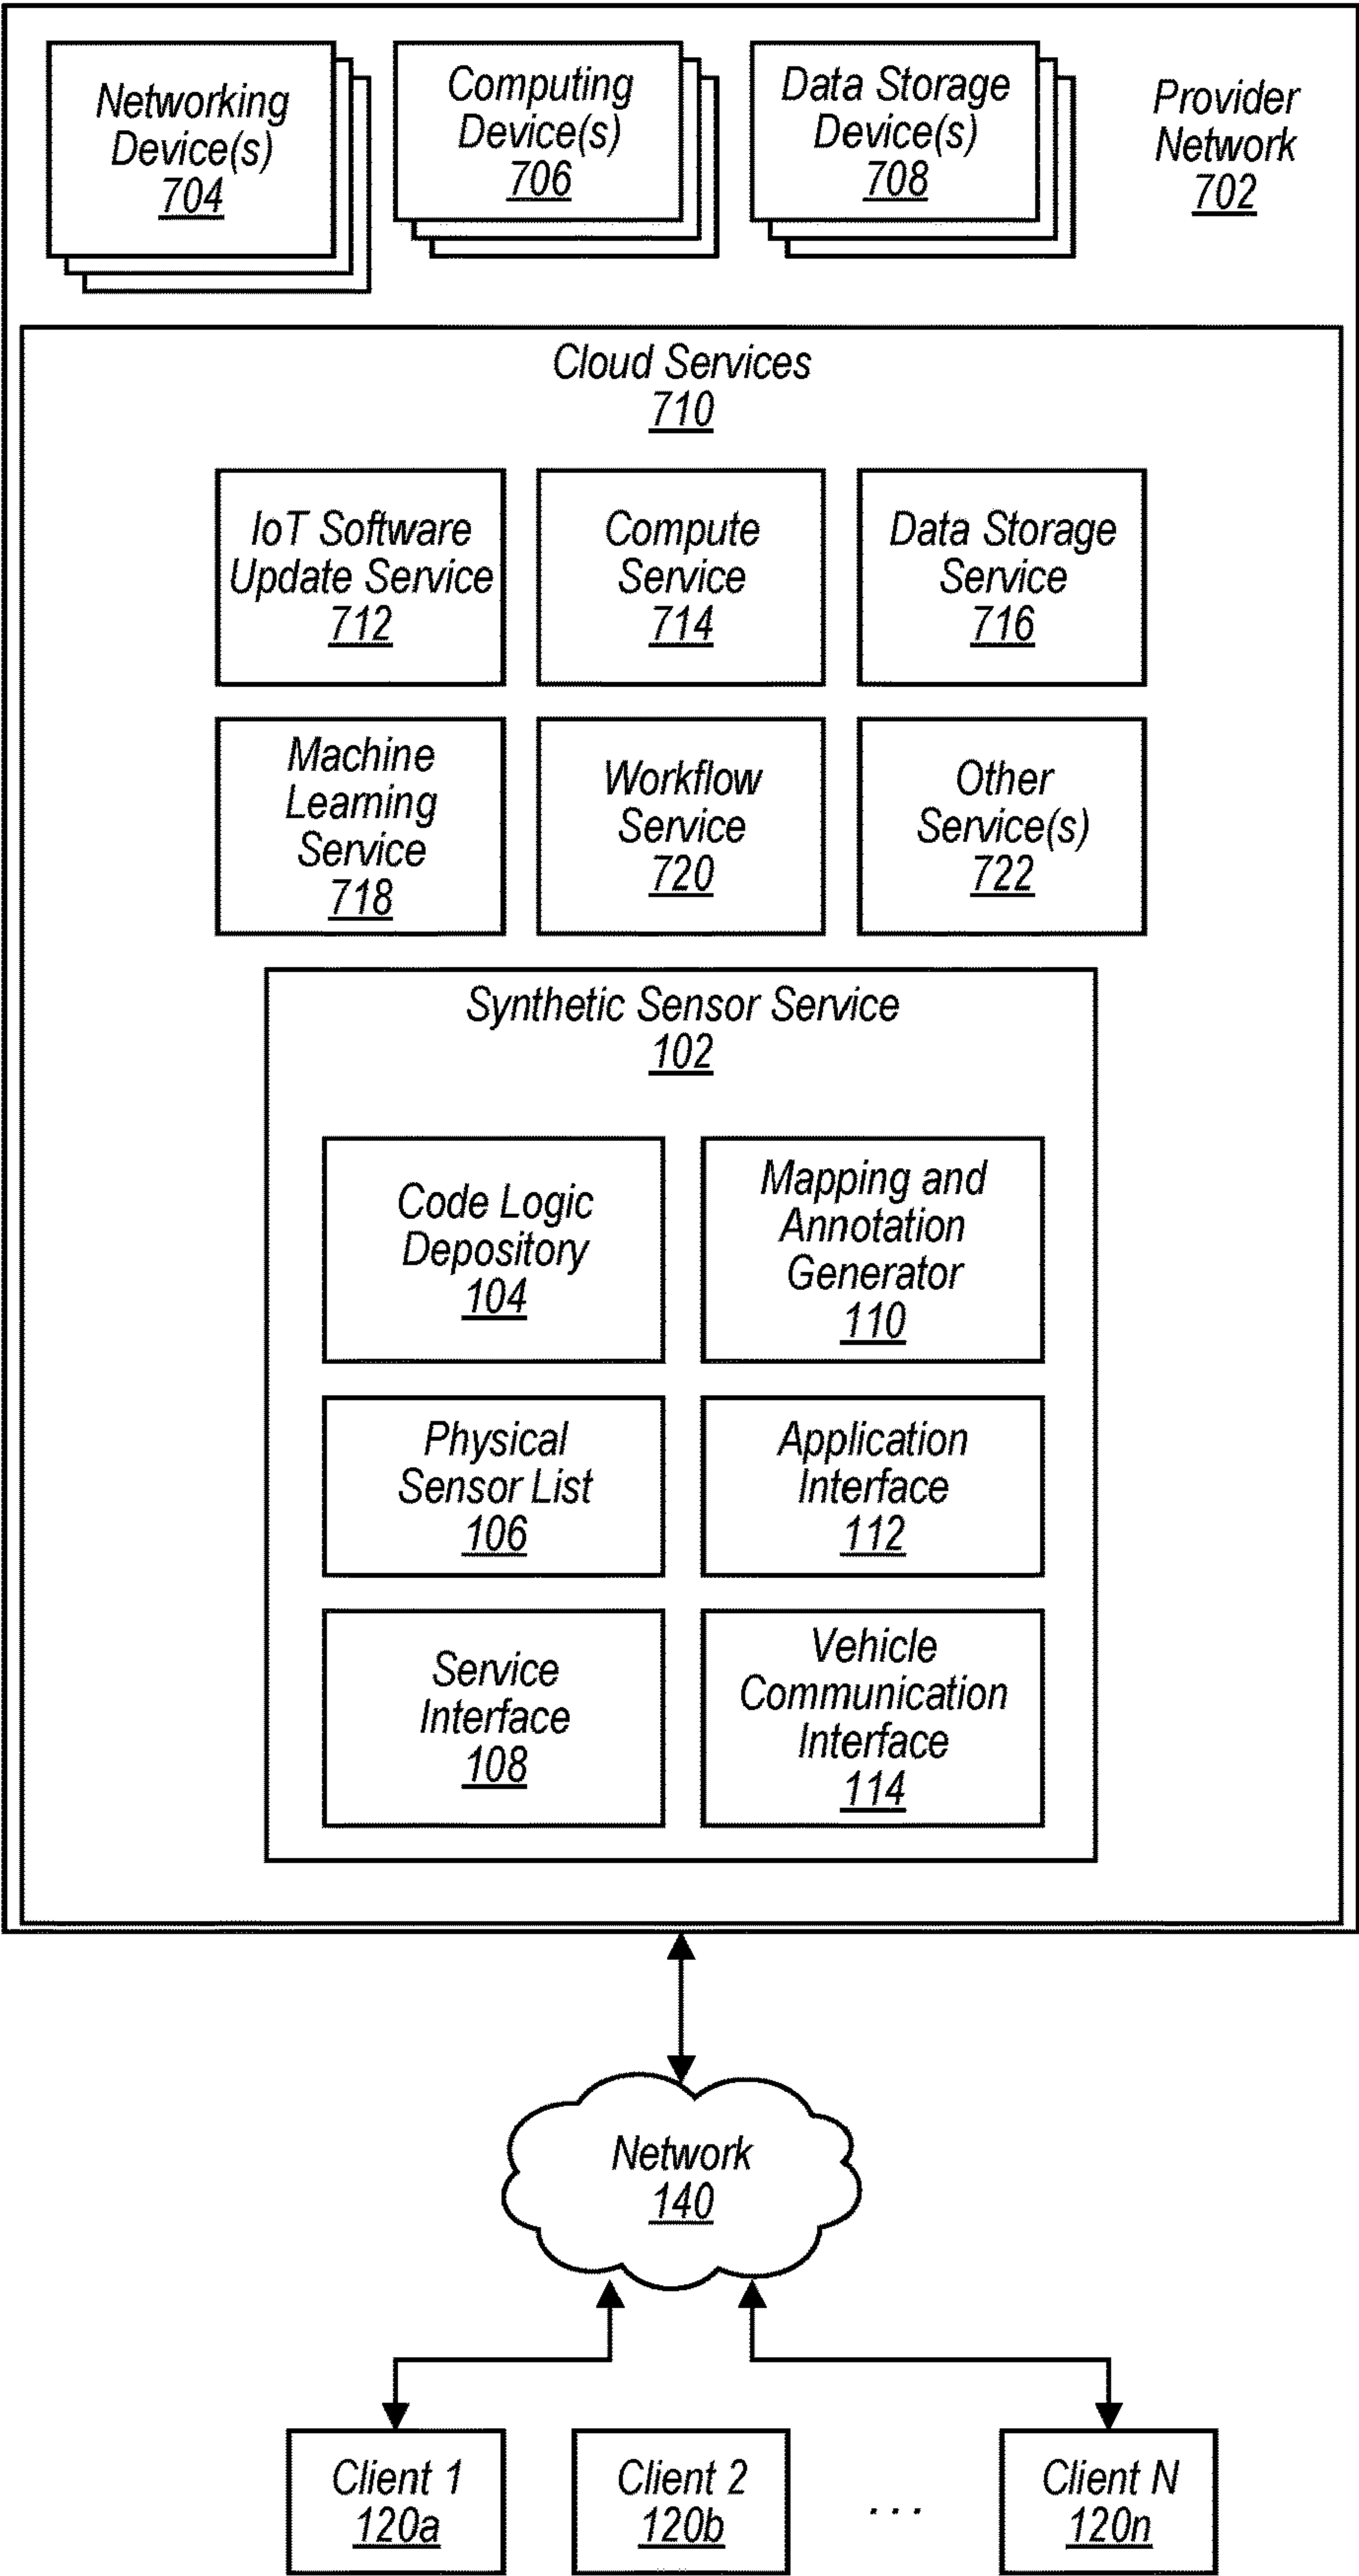 Networking
Device(s)
704
Computing
Device(s)
706
Data Storage
Device(s)
708
Provider
Network
702
Cloud Services
710
IoT Software
Update Service
712
Compute
Service
714
Data Storage
Service
716
Machine
Learning
Service
718
Workflow
Service
720
Other
Service(s)
722
Synthetic Sensor Service
102
Code Logic
Depository
104
Mapping and
Annotation
Generator
110
Physical
Sensor List
106
Application
Interface
112
Service
Interface
108
Vehicle
Communication
Interface
114
Network
140
Client 1
120a
Client 2
120b
...
Client N
120n